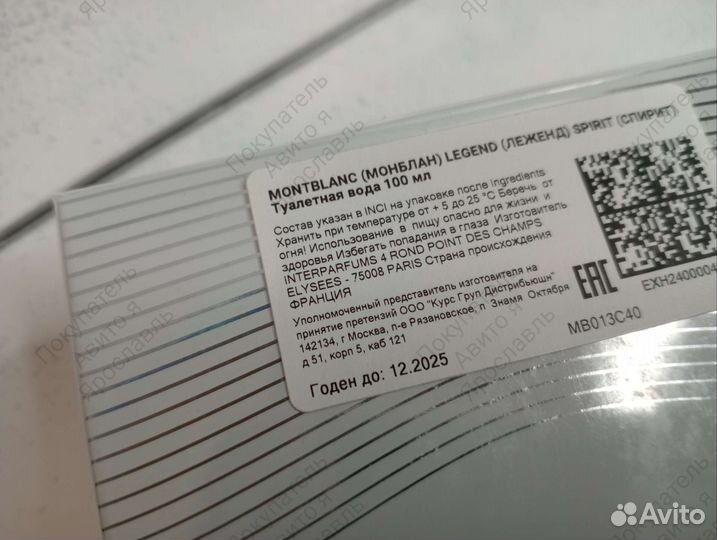 MONTBLANC (МОНБЛАН) LEGEND (ЛЕЖЕНД) SPIRIT (СПИРИТ)
Туалетная вода 100 мл
Состав указан в INCI на упаковке после Ingredients
Хранить при температуре от + 5 до 25 °C Беречь от
огня! Использование в пищу опасно для жизни и
здоровья Избегать попадания в глаза Изготовитель
INTERPARFUMS 4 ROND POINT DES CHAMPS
ELYSEES - 75008 PARIS Страна происхождения
ФРАНЦИЯ
Уполномоченный представитель изготовителя на
принятие претензий ООО "Курс Груп Дистрибьюшн"
142134, г Москва, п-е Рязановское, п Знамя Октября
д 51, корп 5, каб 121
Годен до: 12.2025
EAC
EXH2400004
MB013C40
Покупатель
Авито Я
Ярославль
Avito